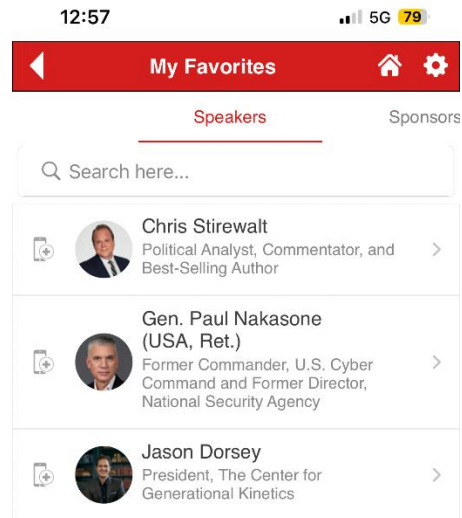 12:57
5G 79
My Favorites
Speakers
Sponsors
Search here...
Chris Stirewalt
Political Analyst, Commentator, and
Best-Selling Author
Gen. Paul Nakasone
(USA, Ret.)
Former Commander, U.S. Cyber
Command and Former Director,
National Security Agency
Jason Dorsey
President, The Center for
Generational Kinetics